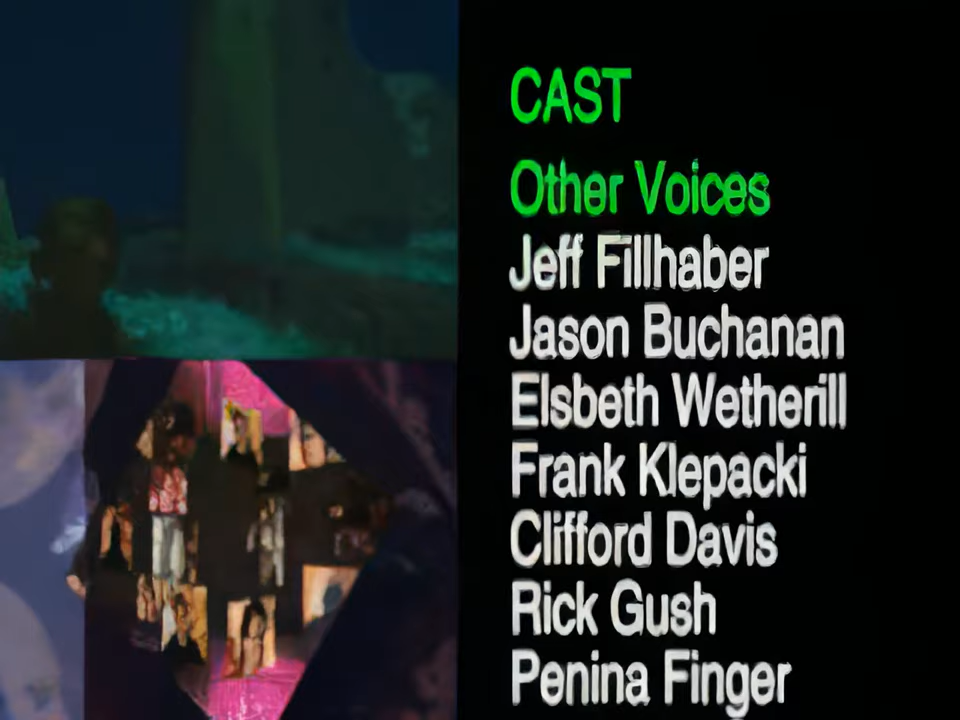 CAST
Other Voices
Jeff Fillhaber
Jason Buchanan
Elsbeth Wetherill
Frank Klepacki
Clifford Davis
Rick Gush
Penina Finger